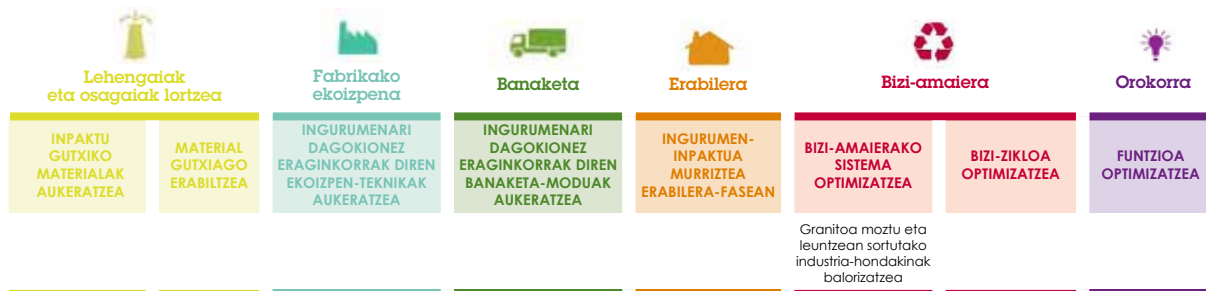 Lehengaiak
eta osagaiak lortzea
Fabrikako
ekoizpena
Banaketa
Erabilera
Bizi-amaiera
Orokorra
INPAKTU
GUTXIKO
MATERIALAK
AUKERATZEA
MATERIAL
GUTXIAGO
ERABILTZEA
INGURUMENARI
DAGOKIONEZ
ERAGINKORRAK DIREN
EKOIZPEN-TEKNIKAK
AUKERATZEA
INGURUMENARI
DAGOKIONEZ
ERAGINKORRAK DIREN
BANAKETA-MODUAK
AUKERATZEA
INGURUMEN-
INPAKTUA
MURRIZTEA
ERABILERA-FASEAN
BIZI-AMAIERAKO
SISTEMA
OPTIMIZATZEA
BIZI-ZIKLOA
OPTIMIZATZEA
FUNTZIOA
OPTIMIZATZEA
Granitoa moztu eta
leuntzean sortutako
industria-hondakinak
balorizatzea